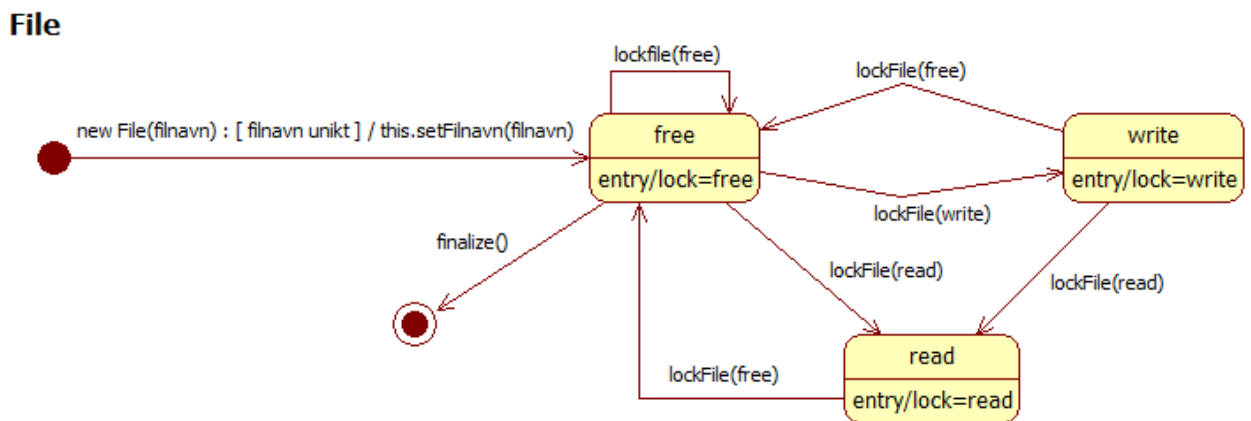 File
lockfile(free)
lockFile(free)
new File(filnavn) : [ filnavn unikt ] / this.setFilnavn(filnavn)
free
write
entry/lock=free
entry/lock=write
lockFile(write)
finalize()
lockFile(read)
lockFile(read)
read
lockFile(free)
entry/lock=read